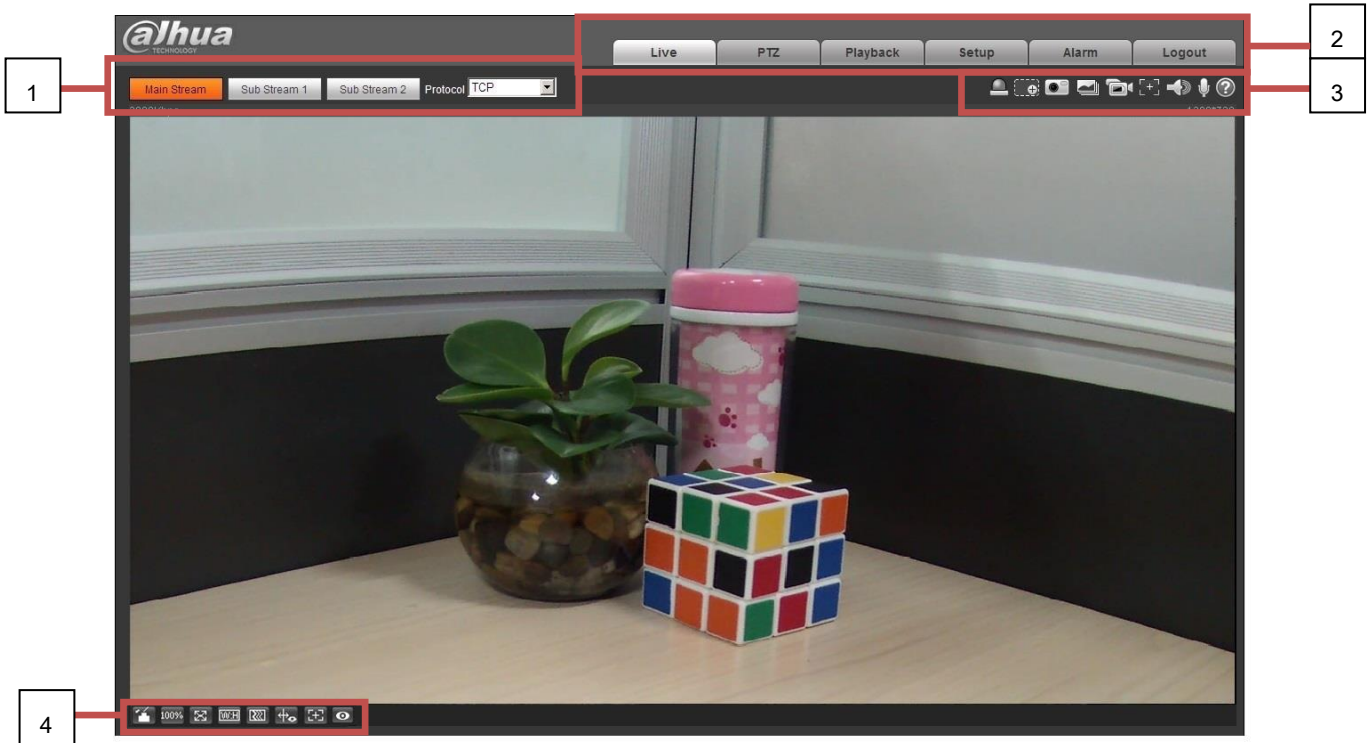 alhua
TECHNOLOGY
2
Live PTZ Playback Setup Alarm Logout
1
Main Stream Sub Stream 1 Sub Stream 2 Protocol TCP
3
4
100% W:H